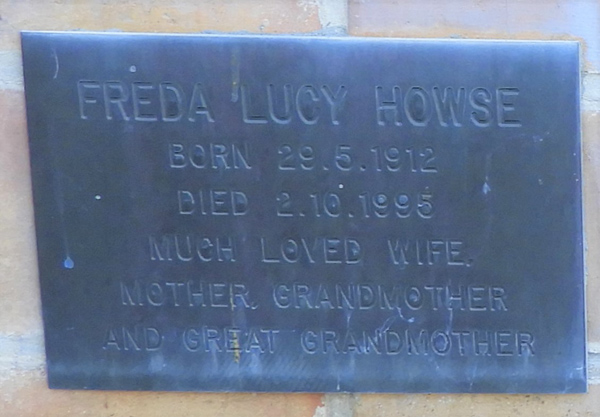 FREDA LUCY HOWSE
BORN 29.5.1912
DIED 2.10.1995
MUCH LOVED WIFE,
MOTHER, GRANDMOTHER
AND GREAT GRANDMOTHER